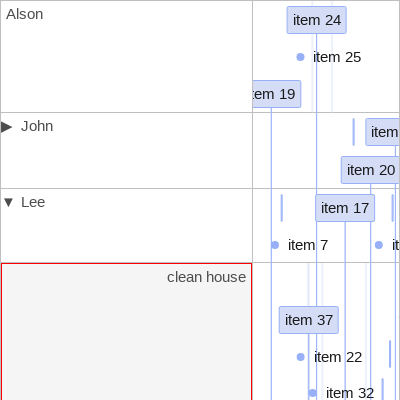 Alson
item 24
item 25
tem 19
▶ John
item
item 20
▼ Lee
item 17
item 7
it
clean house
item 37
item 22
item 32